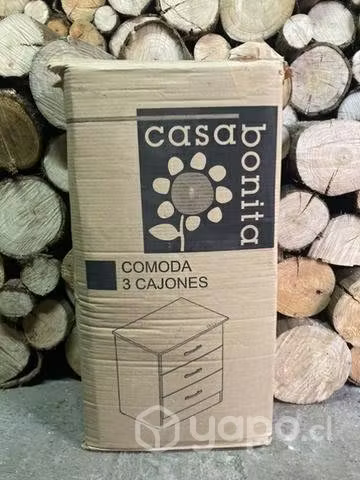 casa
bonita
COMODA
3 CAJONES
yapo.cl